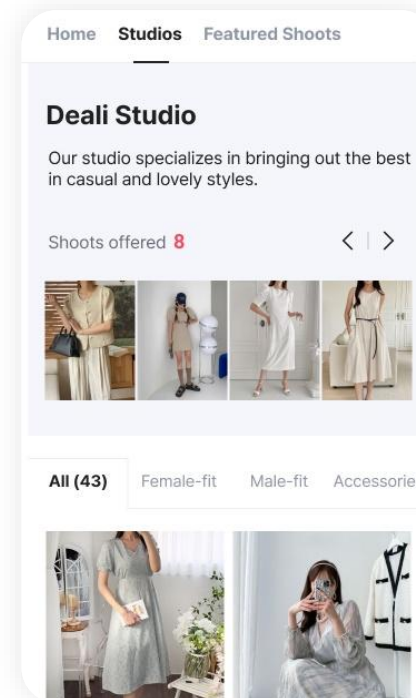 Home Studios Featured Shoots
Deali Studio
Our studio specializes in bringing out the best
in casual and lovely styles.
Shoots offered 8
All (43) Female-fit Male-fit Accessorie